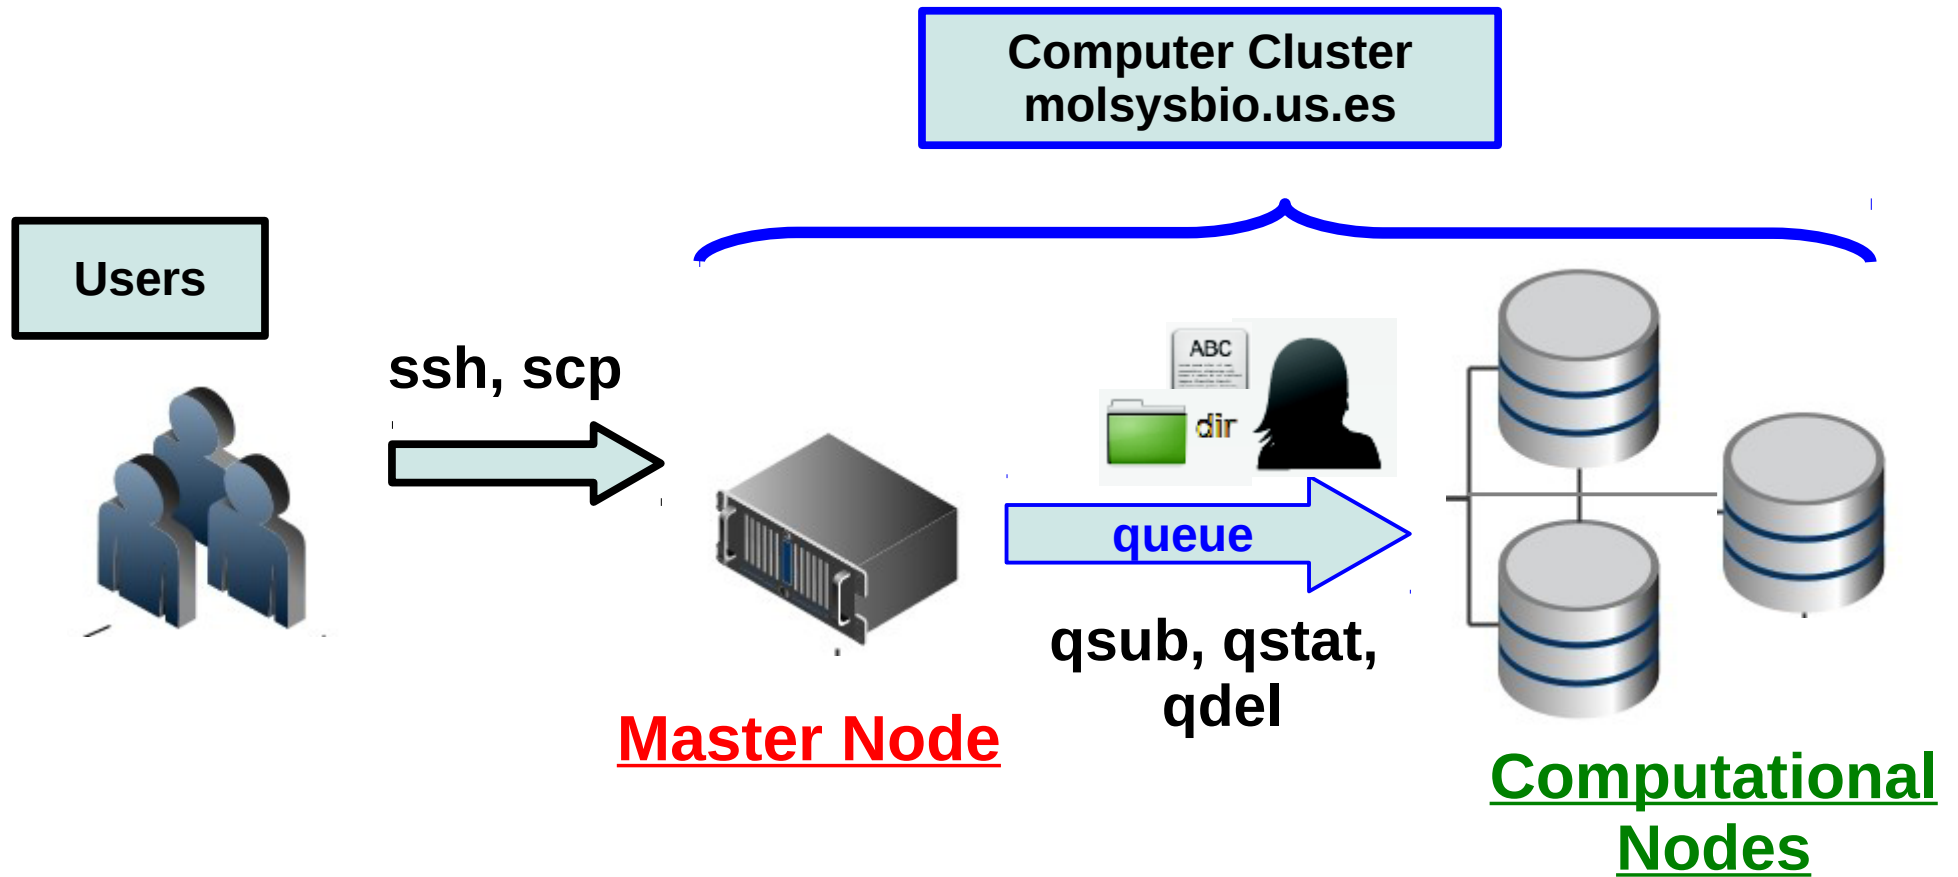 Computer Cluster
molsysbio.us.es
Users
ssh, scp
ABC
dir
queue
qsub, qstat,
qdel
Master Node
Computational
Nodes